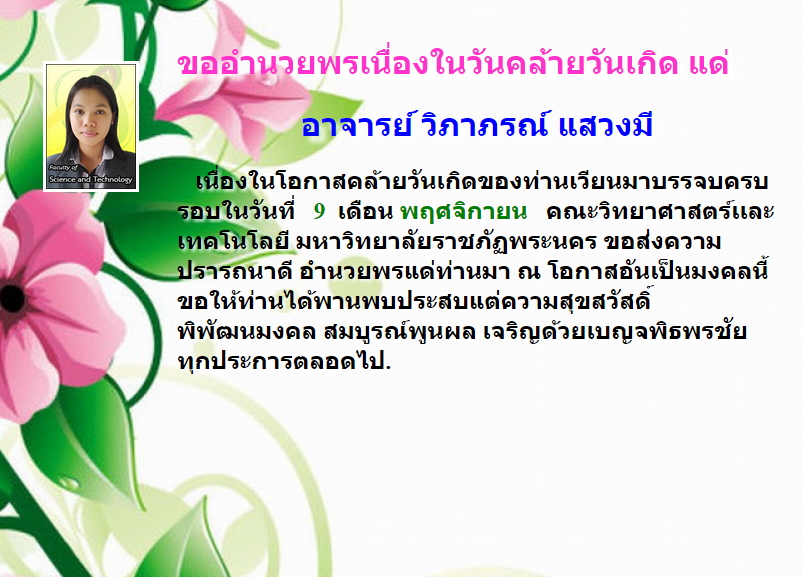 ขออำนวยพรเนื่องในวันคล้ายวันเกิด แด่
อาจารย์ วิภาภรณ์ แสวงมี
Faculty of
Science and Technology
เนื่องในโอกาสคล้ายวันเกิดของท่านเวียนมาบรรจบครบ
รอบในวันที่ 9 เดือน พฤศจิกายน คณะวิทยาศาสตร์และ
เทคโนโลยี มหาวิทยาลัยราชภัฏพระนคร ขอส่งความ
ปรารถนาดี อำนวยพรแด่ท่านมา ณ โอกาสอันเป็นมงคลนี้
ขอให้ท่านได้พานพบประสบแต่ความสุขสวัสดิ์
พิพัฒนมงคล สมบูรณ์พูนผล เจริญด้วยเบญจพิธพรชัย
ทุกประการตลอดไป.